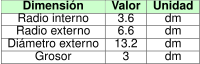 Dimensión Valor Unidad
Radio interno 3.6 dm
Radio externo 6.6 dm
Diámetro externo 13.2 dm
Grosor 3 dm